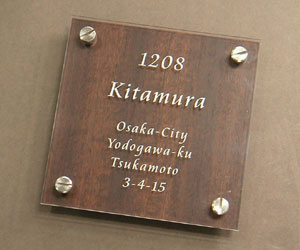 1208
Kitamura
Osaka-City
Yodogawa-ku
Tsukamoto
3-4-15